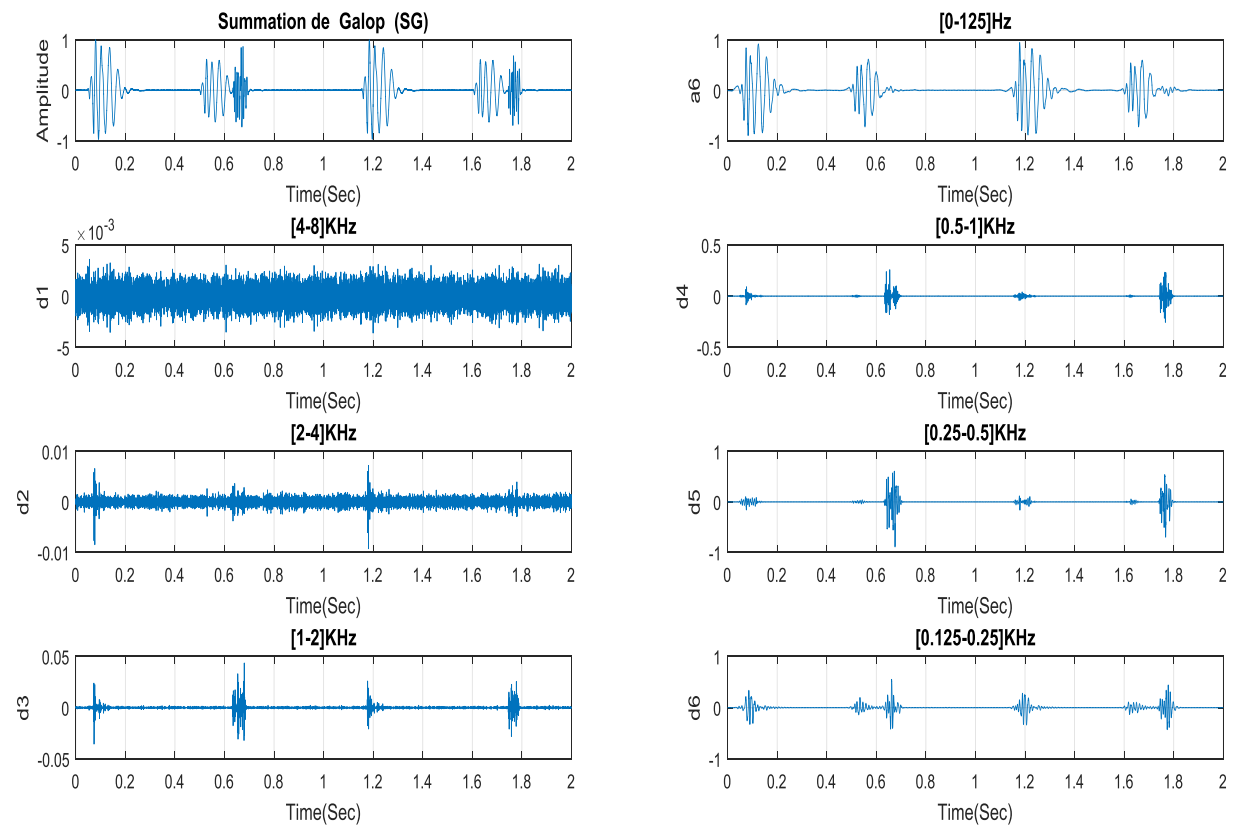 Summation de Galop (SG)
Amplitude
1
0
-1
0 0.2 0.4 0.6 0.8 1 1.2 1.4 1.6 1.8 2
Time(Sec)
[0-125]Hz
a6
1
0
-1
0 0.2 0.4 0.6 0.8 1 1.2 1.4 1.6 1.8 2
Time(Sec)
×10⁻³
[4-8]KHz
d1
5
0
-5
0 0.2 0.4 0.6 0.8 1 1.2 1.4 1.6 1.8 2
Time(Sec)
[0.5-1]KHz
d4
0.5
0
-0.5
0 0.2 0.4 0.6 0.8 1 1.2 1.4 1.6 1.8 2
Time(Sec)
[2-4]KHz
d2
0.01
0
-0.01
0 0.2 0.4 0.6 0.8 1 1.2 1.4 1.6 1.8 2
Time(Sec)
[0.25-0.5]KHz
d5
1
0
-1
0 0.2 0.4 0.6 0.8 1 1.2 1.4 1.6 1.8 2
Time(Sec)
[1-2]KHz
d3
0.05
0
-0.05
0 0.2 0.4 0.6 0.8 1 1.2 1.4 1.6 1.8 2
Time(Sec)
[0.125-0.25]KHz
d6
1
0
-1
0 0.2 0.4 0.6 0.8 1 1.2 1.4 1.6 1.8 2
Time(Sec)